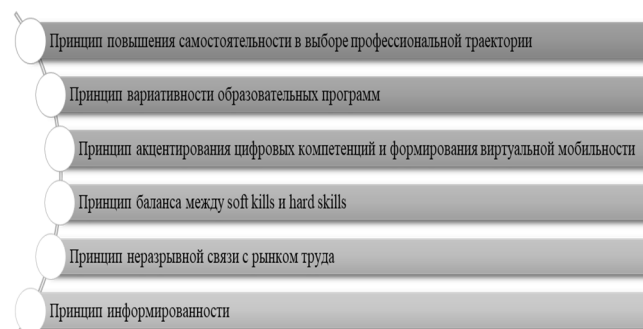 Принцип повышения самостоятельности в выборе профессиональной траектории
Принцип вариативности образовательных программ
Принцип акцентирования цифровых компетенций и формирования виртуальной мобильности
Принцип баланса между soft kills и hard skills
Принцип неразрывной связи с рынком труда
Принцип информированности